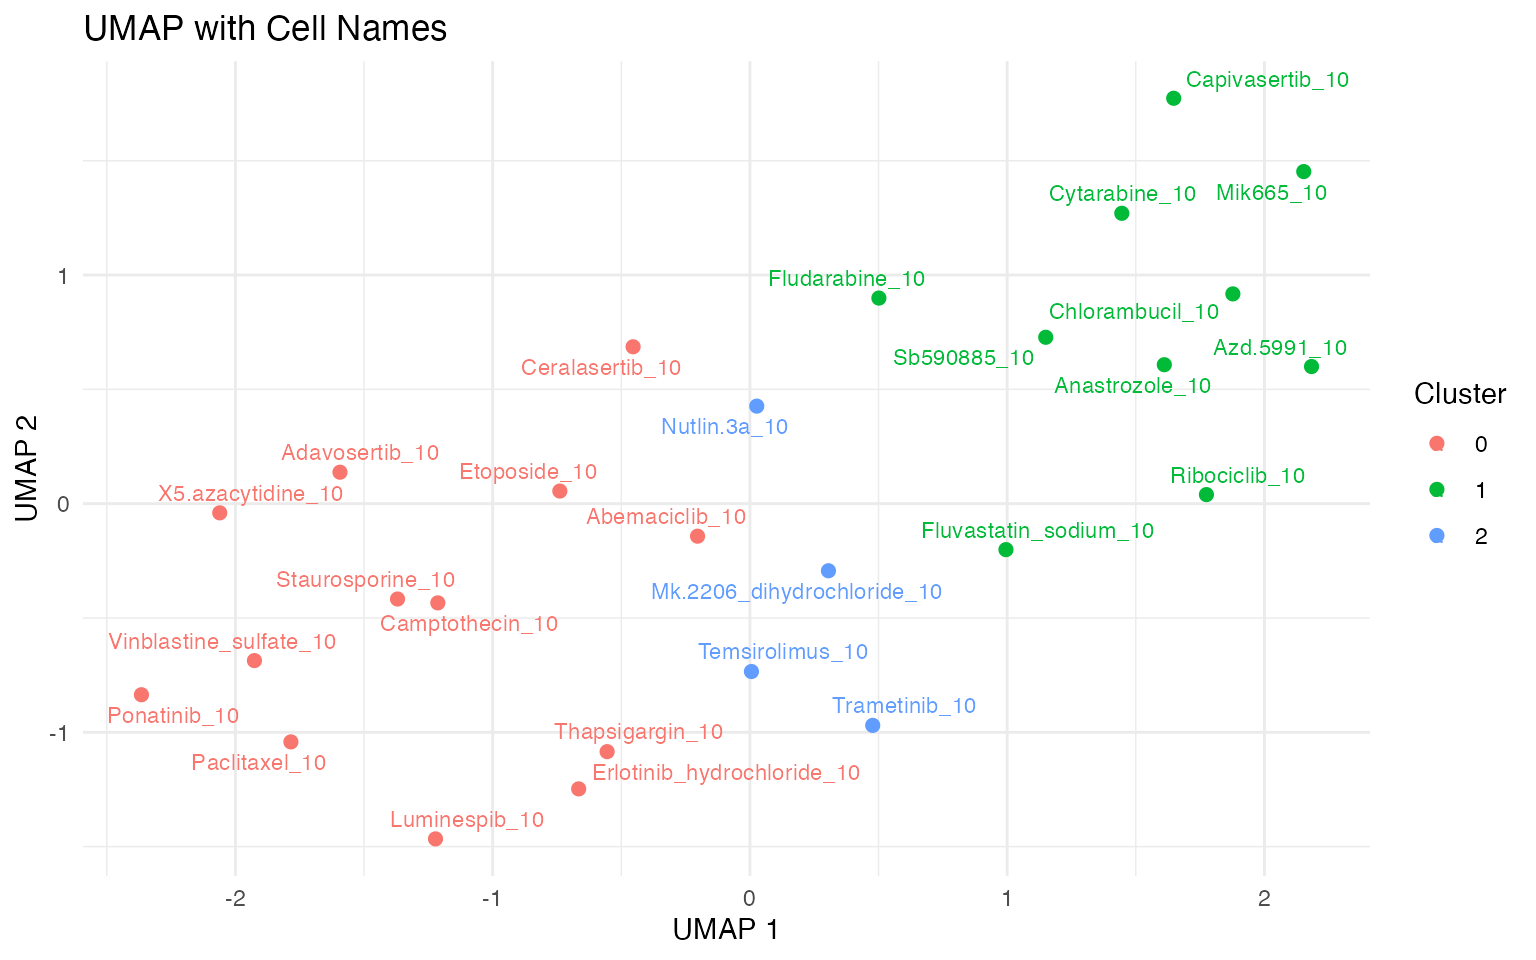 UMAP with Cell Names
Capivasertib_10
Mik665_10
Cytarabine_10
Fludarabine_10
Chlorambucil_10
Sb590885_10
Azd.5991_10
Anastrozole_10
Ceralasertib_10
Nutlin.3a_10
Adavosertib_10
Etoposide_10
Ribociclib_10
X5.azacytidine_10
Abemaciclib_10
Fluvastatin_sodium_10
Staurosporine_10
Mk.2206_dihydrochloride_10
Camptothecin_10
Vinblastine_sulfate_10
Temsirolimus_10
Ponatinib_10
Trametinib_10
Thapsigargin_10
Paclitaxel_10
Erlotinib_hydrochloride_10
Luminespib_10
1
0
-1
UMAP 2
-2
-1
0
1
2
UMAP 1
Cluster
0
1
2